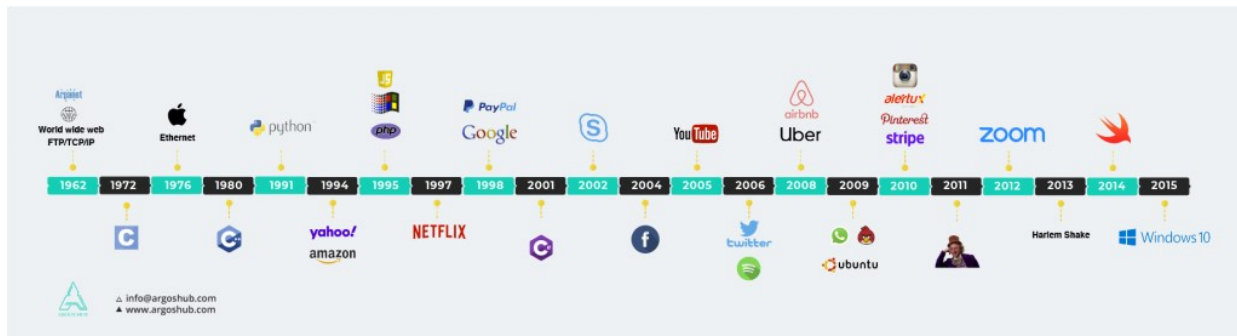 Arpanet
World wide web
FTP/TCP/IP
Ethernet
python
JS
php
PayPal
Google
S
YouTube
airbnb
Uber
alertux
Pinterest
stripe
zoom
1962 1972 1976 1980 1991 1994 1995 1997 1998 2001 2002 2004 2005 2006 2008 2009 2010 2011 2012 2013 2014 2015
C
C++
yahoo!
amazon
NETFLIX
C#
f
twitter
ubuntu
Harlem Shake
Windows 10
info@argoshub.com
www.argoshub.com